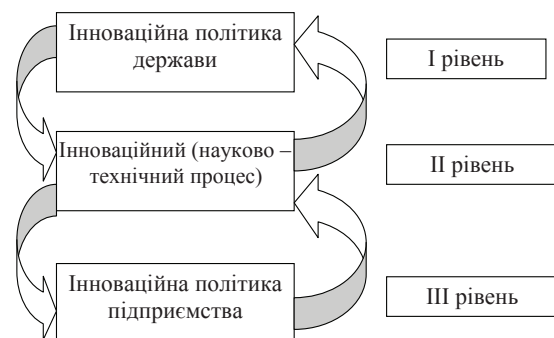 Інноваційна політика
держави
І рівень
Інноваційний (науково –
технічний процес)
ІІ рівень
Інноваційна політика
підприємства
ІІІ рівень